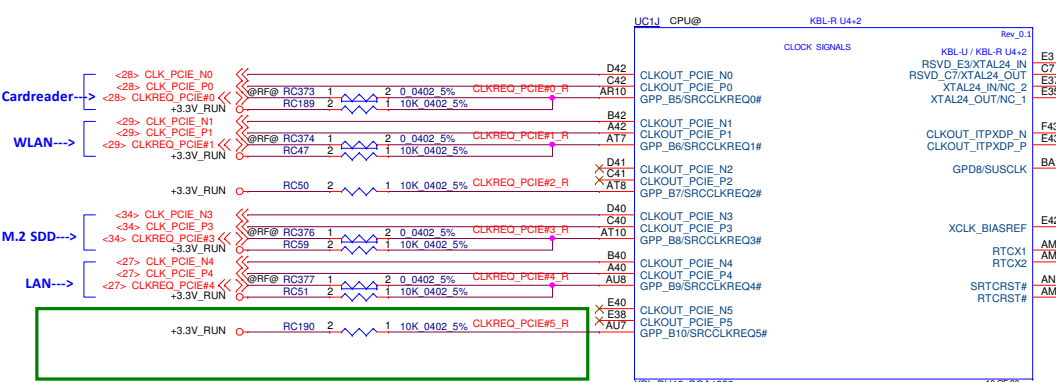 UC1J CPU@ KBL-R U4+2
Rev_0.1
CLOCK SIGNALS
KBL-U / KBL-R U4+2
RSVD_E3/XTAL24_IN E3
RSVD_C7/XTAL24_OUT C7
XTAL24_IN/NC_2 E37
XTAL24_OUT/NC_1 E35
<28> CLK_PCIE_N0 D42 CLKOUT_PCIE_N0
<28> CLK_PCIE_P0 C42 CLKOUT_PCIE_P0
Cardreader--->
<28> CLKREQ_PCIE#0 @RF@ RC373 1 2 0_0402_5% CLKREQ_PCIE#0_R AR10 GPP_B5/SRCCLKREQ0#
+3.3V_RUN RC189 2 1 10K_0402_5%
<29> CLK_PCIE_N1 B42 CLKOUT_PCIE_N1
<29> CLK_PCIE_P1 A42 CLKOUT_PCIE_P1
WLAN--->
<29> CLKREQ_PCIE#1 @RF@ RC374 1 2 0_0402_5% CLKREQ_PCIE#1_R AT7 GPP_B6/SRCCLKREQ1#
+3.3V_RUN RC47 2 1 10K_0402_5%
CLKOUT_ITPXDP_N F43
CLKOUT_ITPXDP_P E43
D41 CLKOUT_PCIE_N2
C41 CLKOUT_PCIE_P2
GPD8/SUSCLK BA
+3.3V_RUN RC50 2 1 10K_0402_5% CLKREQ_PCIE#2_R AT8 GPP_B7/SRCCLKREQ2#
<34> CLK_PCIE_N3 D40 CLKOUT_PCIE_N3
<34> CLK_PCIE_P3 C40 CLKOUT_PCIE_P3
M.2 SDD--->
<34> CLKREQ_PCIE#3 @RF@ RC376 1 2 0_0402_5% CLKREQ_PCIE#3_R AT10 GPP_B8/SRCCLKREQ3#
+3.3V_RUN RC59 2 1 10K_0402_5%
XCLK_BIASREF E42
RTCX1 AM
RTCX2 AM
<27> CLK_PCIE_N4 B40 CLKOUT_PCIE_N4
<27> CLK_PCIE_P4 A40 CLKOUT_PCIE_P4
LAN--->
<27> CLKREQ_PCIE#4 @RF@ RC377 1 2 0_0402_5% CLKREQ_PCIE#4_R AU8 GPP_B9/SRCCLKREQ4#
+3.3V_RUN RC51 2 1 10K_0402_5%
SRTCRST# AN
RTCRST# AM
E40 CLKOUT_PCIE_N5
E38 CLKOUT_PCIE_P5
+3.3V_RUN RC190 2 1 10K_0402_5% CLKREQ_PCIE#5_R AU7 GPP_B10/SRCCLKREQ5#